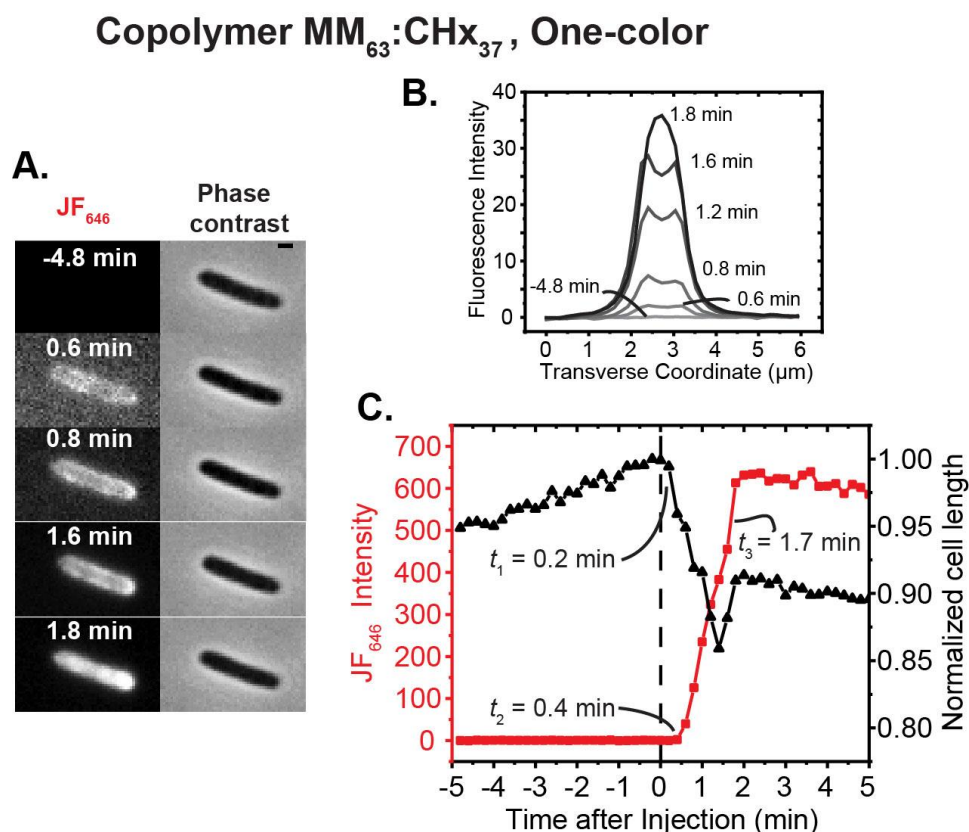 Copolymer MM63:CHx37, One-color
A.
JF646
Phase
contrast
-4.8 min
0.6 min
0.8 min
1.6 min
1.8 min
B.
Fluorescence Intensity
40
30
20
10
0
1.8 min
1.6 min
1.2 min
0.8 min
-4.8 min
0.6 min
0 1 2 3 4 5 6
Transverse Coordinate (µm)
C.
JF646 Intensity
700
600
500
400
300
200
100
0
t1 = 0.2 min
t2 = 0.4 min
t3 = 1.7 min
1.00
0.95
0.90
0.85
0.80
Normalized cell length
-5 -4 -3 -2 -1 0 1 2 3 4 5
Time after Injection (min)